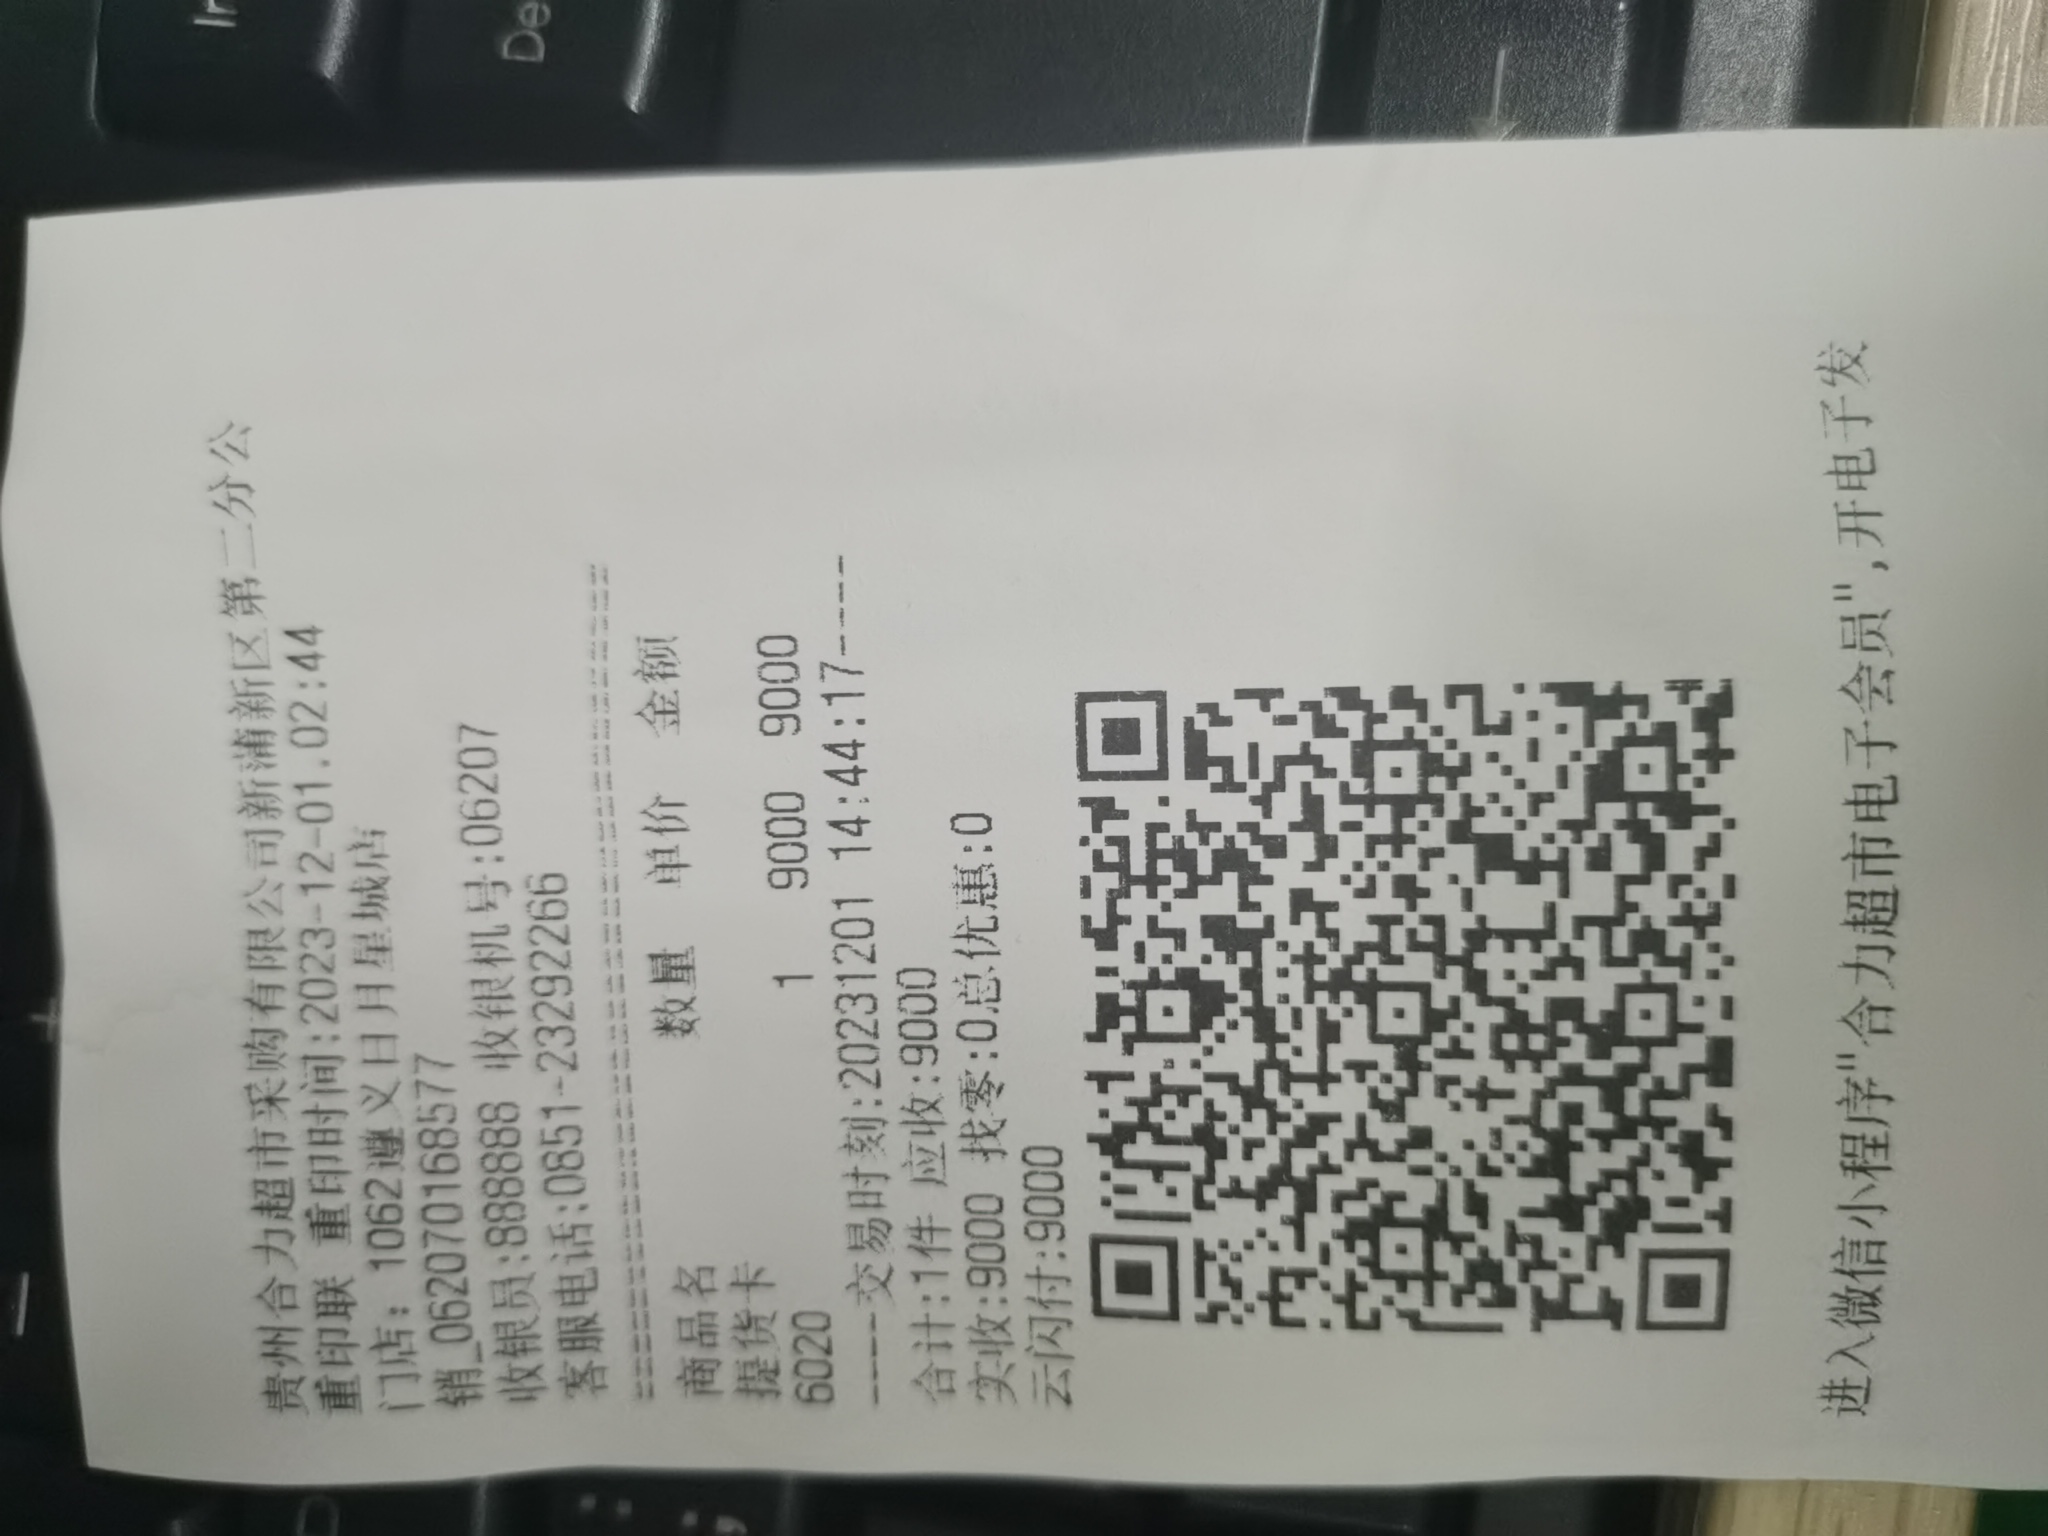 贵州合力超市采购有限公司新蒲新区第二分公
重印联 重印时间:2023-12-01.02:44
门店: 1062遵义日月星城店
销_062070168577
收银员:888888 收银机号:06207
客服电话:0851-23292266
================================
商品名 数量 单价 金额
提货卡
6020 1 9000 9000
----交易时刻:20231201 14:44:17-----
合计:1件 应收:9000
实收:9000 找零:0总优惠:0
云闪付:9000
进入微信小程序"合力超市电子会员",开电子发
In
De